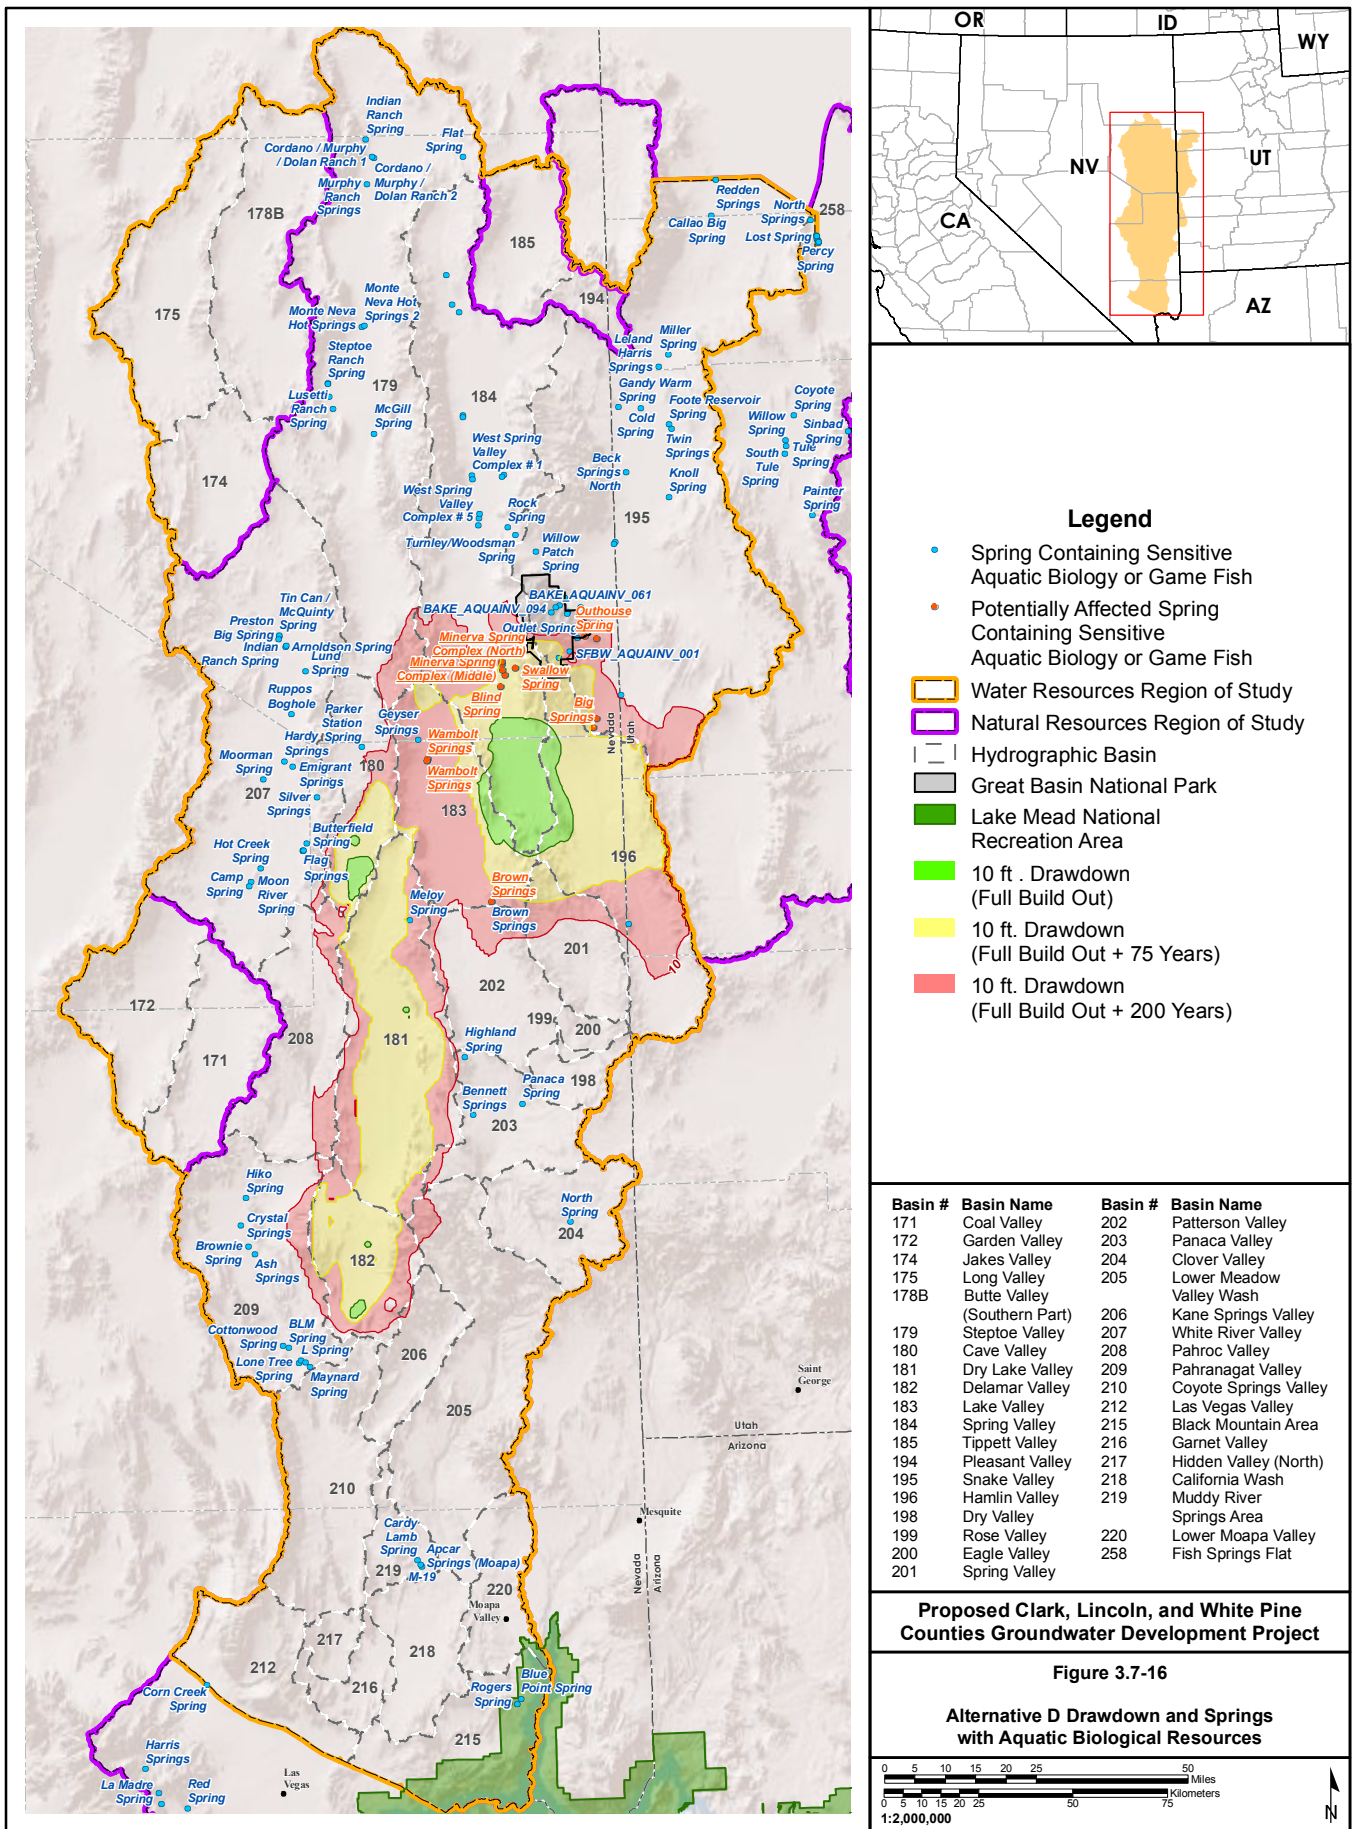 Indian
Ranch
Spring
Flat
Spring
Cordano / Murphy
/ Dolan Ranch 1
Cordano /
Murphy /
Dolan Ranch 2
Murphy
Ranch
Springs
178B
185
Redden
Springs
North
Springs
258
Callao Big
Spring
Lost Spring
Percy
Spring
175
194
Monte
Neva Hot
Springs 2
Monte Neva
Hot Springs
Steptoe
Ranch
Spring
Lusetti
Ranch
Spring
179
McGill
Spring
184
Leland
Harris
Springs
Miller
Spring
Gandy Warm
Spring
Foote Reservoir
Spring
Cold
Spring
Twin
Springs
Coyote
Spring
Willow
Spring
Sinbad
Spring
South
Tule
Spring
Tule
Spring
Painter
Spring
174
West Spring
Valley
Complex # 1
Beck
Springs
North
Knoll
Spring
West Spring
Valley
Complex # 5
Rock
Spring
195
Turnley/Woodsman
Spring
Willow
Patch
Spring
Tin Can /
McQuinty
Spring
Preston
Big Spring
Indian
Ranch Spring
Arnoldson Spring
Lund
Spring
BAKE_AQUAINV_061
BAKE_AQUAINV_094
Outhouse
Spring
Outlet Spring
Minerva Spring
Complex (North)
SFBW_AQUAINV_001
Minerva Spring
Complex (Middle)
Swallow
Spring
Blind
Spring
Big
Springs
Ruppos
Boghole
Parker
Station
Spring
Geyser
Springs
Hardy
Springs
Wambolt
Springs
Wambolt
Springs
Nevada
Utah
Moorman
Spring
Emigrant
Springs
180
207
Silver
Springs
183
Butterfield
Spring
Hot Creek
Spring
Flag
Springs
Camp
Spring
Moon
River
Spring
196
Brown
Springs
Brown
Springs
Meloy
Spring
201
10
202
172
208
181
199
200
Highland
Spring
171
198
Panaca
Spring
Bennett
Springs
203
Hiko
Spring
North
Spring
204
Crystal
Springs
Brownie
Spring
Ash
Springs
182
209
BLM
Spring
Cottonwood
Spring
L Spring
Lone Tree
Spring
Maynard
Spring
206
205
Saint
George
Utah
Arizona
210
Mesquite
Cardy
Lamb
Spring
Apcar
Springs (Moapa)
219
M-19
Nevada
Arizona
220
Moapa
Valley
217
218
212
216
Corn Creek
Spring
Rogers
Spring
Blue
Point Spring
215
Harris
Springs
La Madre
Spring
Red
Spring
Las
Vegas
OR
ID
WY
NV
UT
CA
AZ
Legend
Spring Containing Sensitive
Aquatic Biology or Game Fish
Potentially Affected Spring
Containing Sensitive
Aquatic Biology or Game Fish
Water Resources Region of Study
Natural Resources Region of Study
Hydrographic Basin
Great Basin National Park
Lake Mead National
Recreation Area
10 ft . Drawdown
(Full Build Out)
10 ft. Drawdown
(Full Build Out + 75 Years)
10 ft. Drawdown
(Full Build Out + 200 Years)
Basin # Basin Name Basin # Basin Name
171 Coal Valley 202 Patterson Valley
172 Garden Valley 203 Panaca Valley
174 Jakes Valley 204 Clover Valley
175 Long Valley 205 Lower Meadow
178B Butte Valley Valley Wash
(Southern Part) 206 Kane Springs Valley
179 Steptoe Valley 207 White River Valley
180 Cave Valley 208 Pahroc Valley
181 Dry Lake Valley 209 Pahranagat Valley
182 Delamar Valley 210 Coyote Springs Valley
183 Lake Valley 212 Las Vegas Valley
184 Spring Valley 215 Black Mountain Area
185 Tippett Valley 216 Garnet Valley
194 Pleasant Valley 217 Hidden Valley (North)
195 Snake Valley 218 California Wash
196 Hamlin Valley 219 Muddy River
198 Dry Valley Springs Area
199 Rose Valley 220 Lower Moapa Valley
200 Eagle Valley 258 Fish Springs Flat
201 Spring Valley
Proposed Clark, Lincoln, and White Pine
Counties Groundwater Development Project
Figure 3.7-16
Alternative D Drawdown and Springs
with Aquatic Biological Resources
0 5 10 15 20 25 50
Miles
0 5 10 15 20 25 50 75
Kilometers
1:2,000,000
N